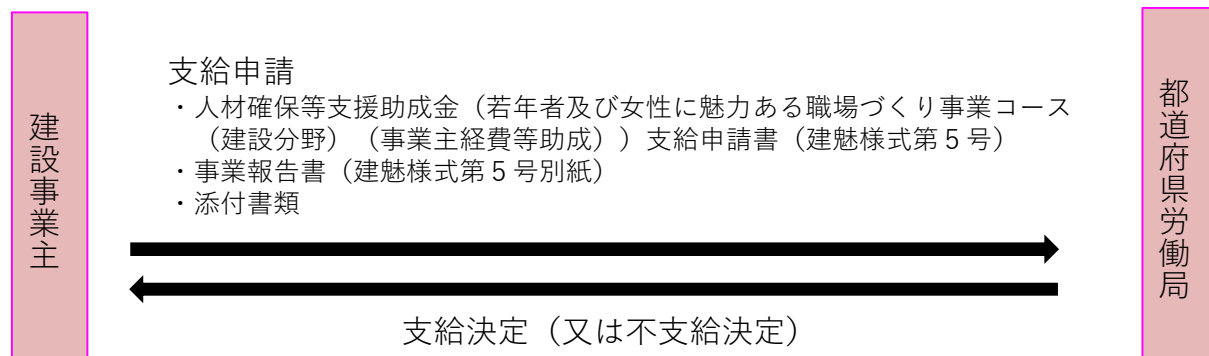 建設事業主
支給申請
・人材確保等支援助成金（若年者及び女性に魅力ある職場づくり事業コース
（建設分野）（事業主経費等助成））支給申請書（建魅様式第５号）
・事業報告書（建魅様式第５号別紙）
・添付書類
支給決定（又は不支給決定）
都道府県労働局